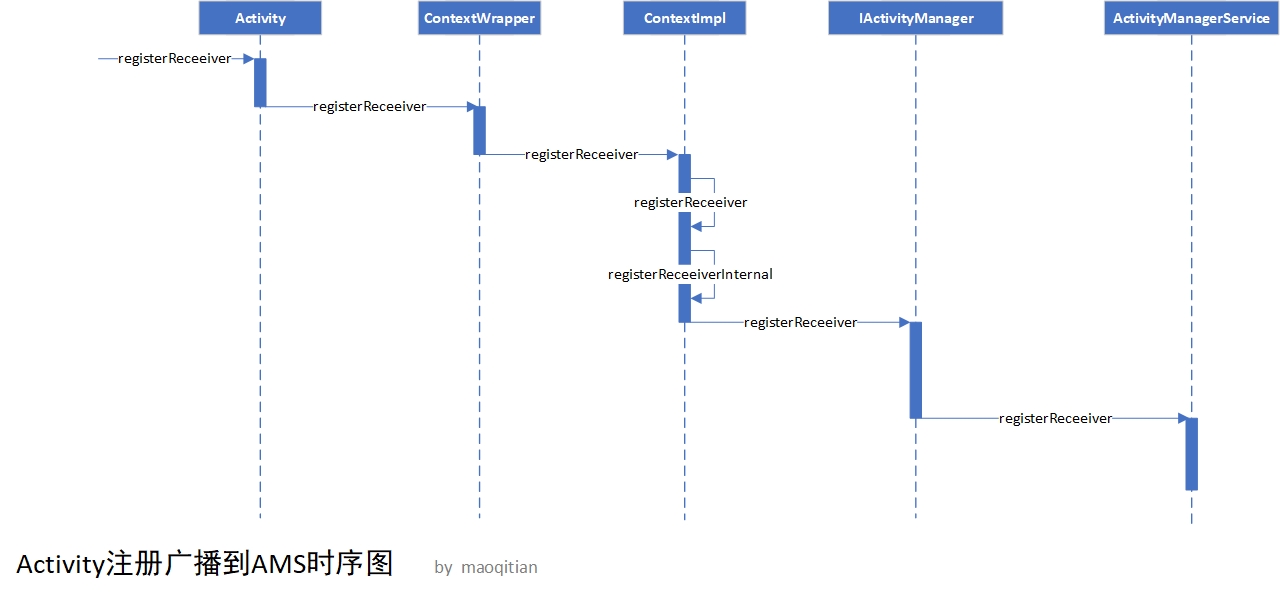 Activity
ContextWrapper
ContextImpl
IActivityManager
ActivityManagerService
registerReceeiver
registerReceeiver
registerReceeiver
registerReceeiver
registerReceeiverInternal
registerReceeiver
registerReceeiver
Activity注册广播到AMS时序图
by maoqitian